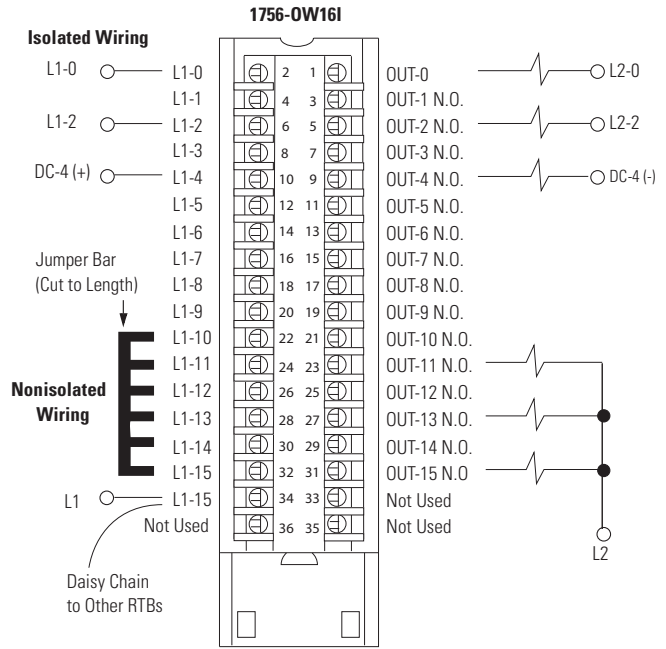 1756-OW16I
Isolated Wiring
L1-0 L1-0 2 1 OUT-0 L2-0
L1-1 4 3 OUT-1 N.O.
L1-2 L1-2 6 5 OUT-2 N.O. L2-2
L1-3 8 7 OUT-3 N.O.
DC-4 (+) L1-4 10 9 OUT-4 N.O. DC-4 (-)
L1-5 12 11 OUT-5 N.O.
L1-6 14 13 OUT-6 N.O.
L1-7 16 15 OUT-7 N.O.
Jumper Bar
(Cut to Length)
L1-8 18 17 OUT-8 N.O.
L1-9 20 19 OUT-9 N.O.
L1-10 22 21 OUT-10 N.O.
L1-11 24 23 OUT-11 N.O.
Nonisolated
Wiring
L1-12 26 25 OUT-12 N.O.
L1-13 28 27 OUT-13 N.O.
L1-14 30 29 OUT-14 N.O.
L1-15 32 31 OUT-15 N.O
L1 L1-15 34 33 Not Used
Not Used 36 35 Not Used
L2
Daisy Chain
to Other RTBs